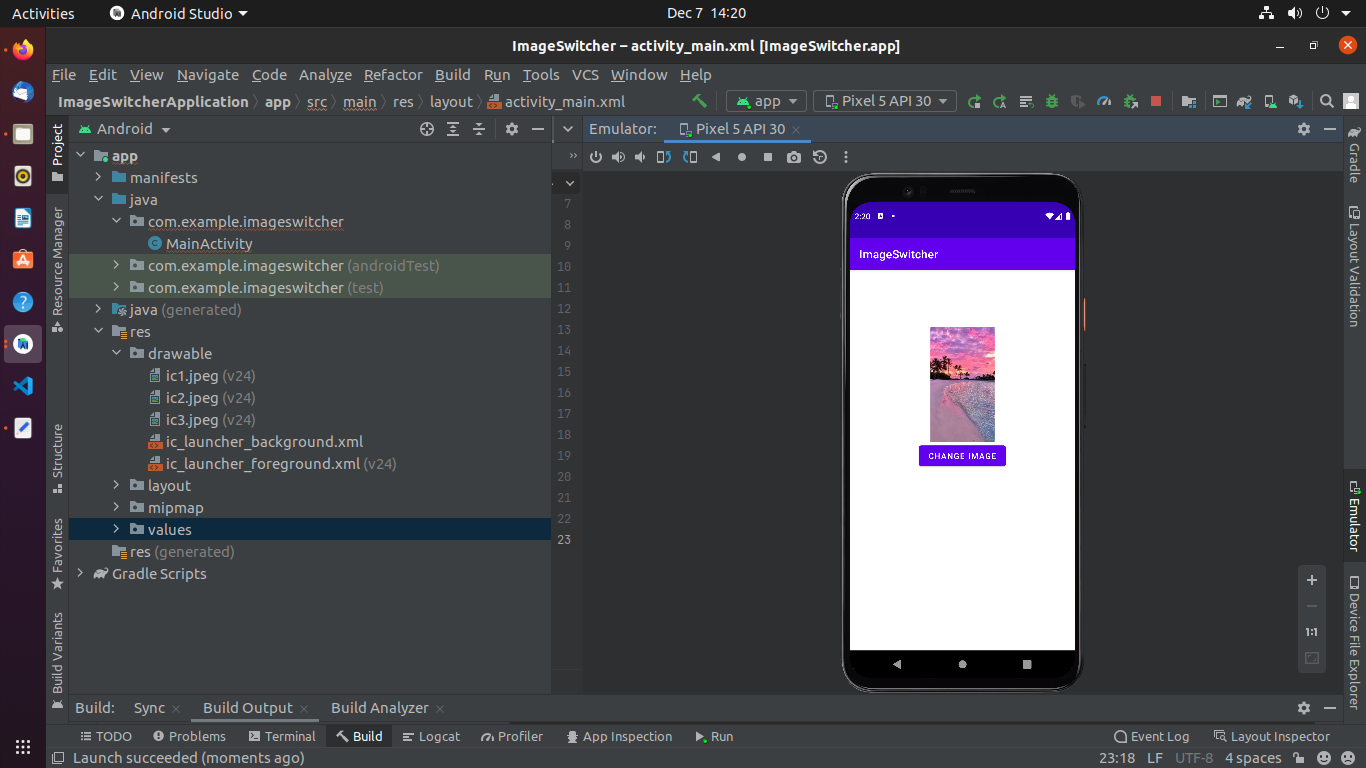 Activities Android Studio Dec 7 14:20
ImageSwitcher – activity_main.xml [ImageSwitcher.app]
File Edit View Navigate Code Analyze Refactor Build Run Tools VCS Window Help
ImageSwitcherApplication app src main res layout activity_main.xml app Pixel 5 API 30
Project
Resource Manager
Structure
Favorites
Build Variants
Android
app
manifests
java
com.example.imageswitcher
MainActivity
com.example.imageswitcher (androidTest)
com.example.imageswitcher (test)
java (generated)
res
drawable
ic1.jpeg (v24)
ic2.jpeg (v24)
ic3.jpeg (v24)
ic_launcher_background.xml
ic_launcher_foreground.xml (v24)
layout
mipmap
values
res (generated)
Gradle Scripts
7
8
9
10
11
12
13
14
15
16
17
18
19
20
21
22
23
Emulator: Pixel 5 API 30
2:20
ImageSwitcher
CHANGE IMAGE
1:1
Gradle
Layout Validation
Emulator
Device File Explorer
Build: Sync Build Output Build Analyzer
TODO Problems Terminal Build Logcat Profiler App Inspection Run Event Log Layout Inspector
Launch succeeded (moments ago) 23:18 LF UTF-8 4 spaces